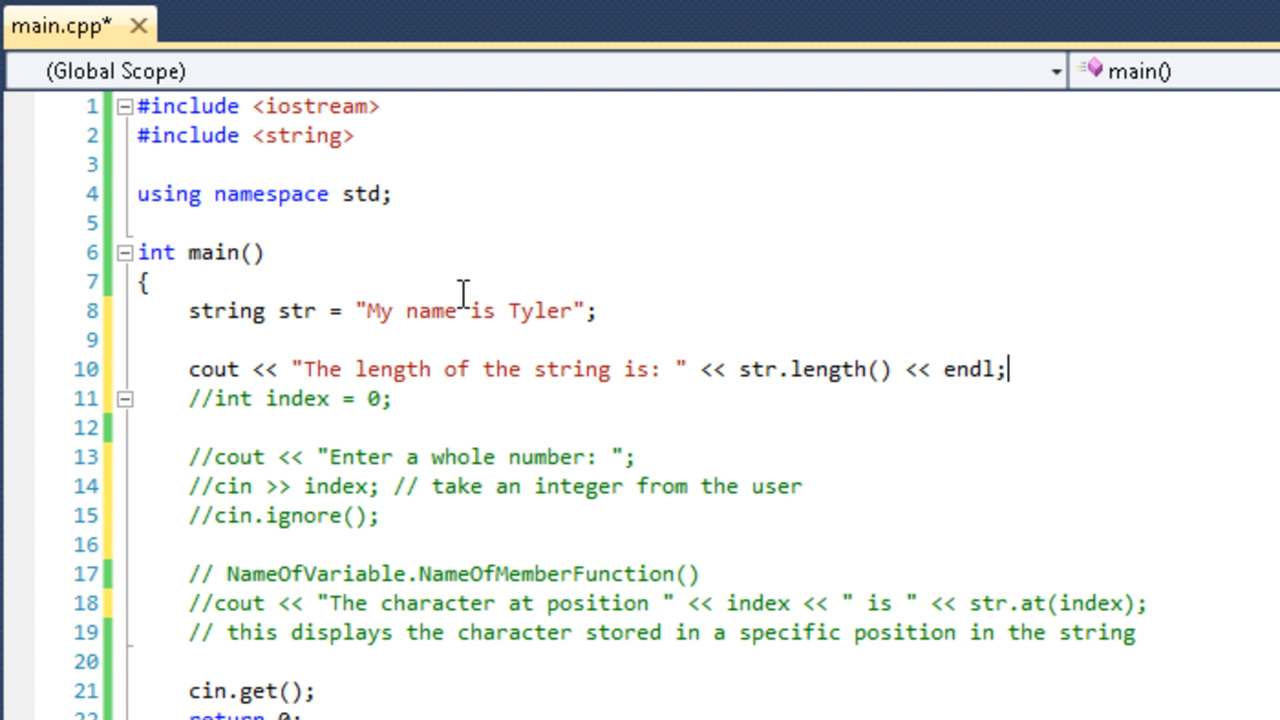 main.cpp*
(Global Scope) main()
1 #include <iostream>
2 #include <string>
3
4 using namespace std;
5
6 int main()
7 {
8 string str = "My name is Tyler";
9
10 cout << "The length of the string is: " << str.length() << endl;
11 //int index = 0;
12
13 //cout << "Enter a whole number: ";
14 //cin >> index; // take an integer from the user
15 //cin.ignore();
16
17 // NameOfVariable.NameOfMemberFunction()
18 //cout << "The character at position " << index << " is " << str.at(index);
19 // this displays the character stored in a specific position in the string
20
21 cin.get();
22 return 0;